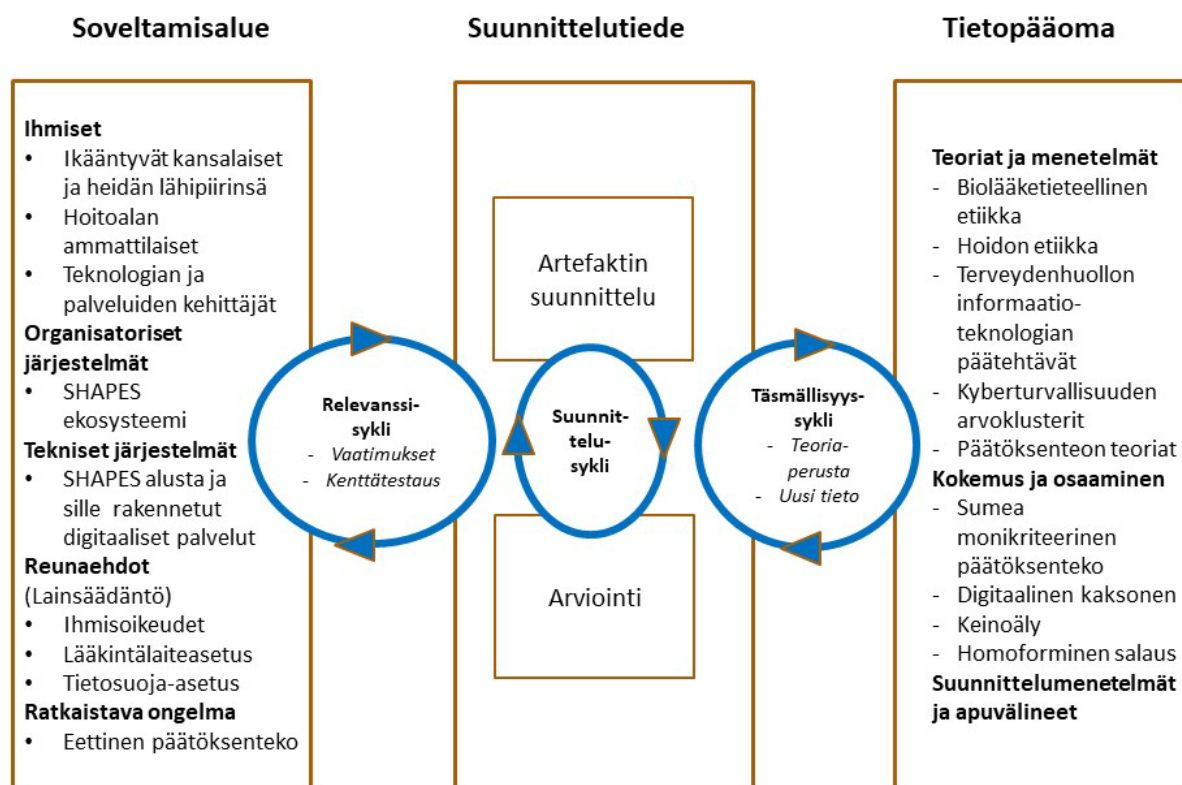 Soveltamisalue
Suunnittelutiede
Tietopääoma
Ihmiset
• Ikääntyvät kansalaiset
ja heidän lähipiirinsä
• Hoitoalan
ammattilaiset
• Teknologian ja
palveluiden kehittäjät
Organisatoriset
järjestelmät
• SHAPES
ekosysteemi
Tekniset järjestelmät
• SHAPES alusta ja
sille rakennetut
digitaaliset palvelut
Reunaehdot
(Lainsäädäntö)
• Ihmisoikeudet
• Lääkintälaiteasetus
• Tietosuoja-asetus
Ratkaistava ongelma
• Eettinen päätöksenteko
Relevanssi-
sykli
- Vaatimukset
- Kenttätestaus
Artefaktin
suunnittelu
Suunnit-
telu-
sykli
Arviointi
Täsmällisyys-
sykli
- Teoria-
perusta
- Uusi tieto
Teoriat ja menetelmät
- Biolääketieteellinen
etiikka
- Hoidon etiikka
- Terveydenhuollon
informaatio-
teknologian
päätehtävät
- Kyberturvallisuuden
arvoklusterit
- Päätöksenteon teoriat
Kokemus ja osaaminen
- Sumea
monikriteerinen
päätöksenteko
- Digitaalinen kaksonen
- Keinoäly
- Homoforminen salaus
Suunnittelumenetelmät
ja apuvälineet